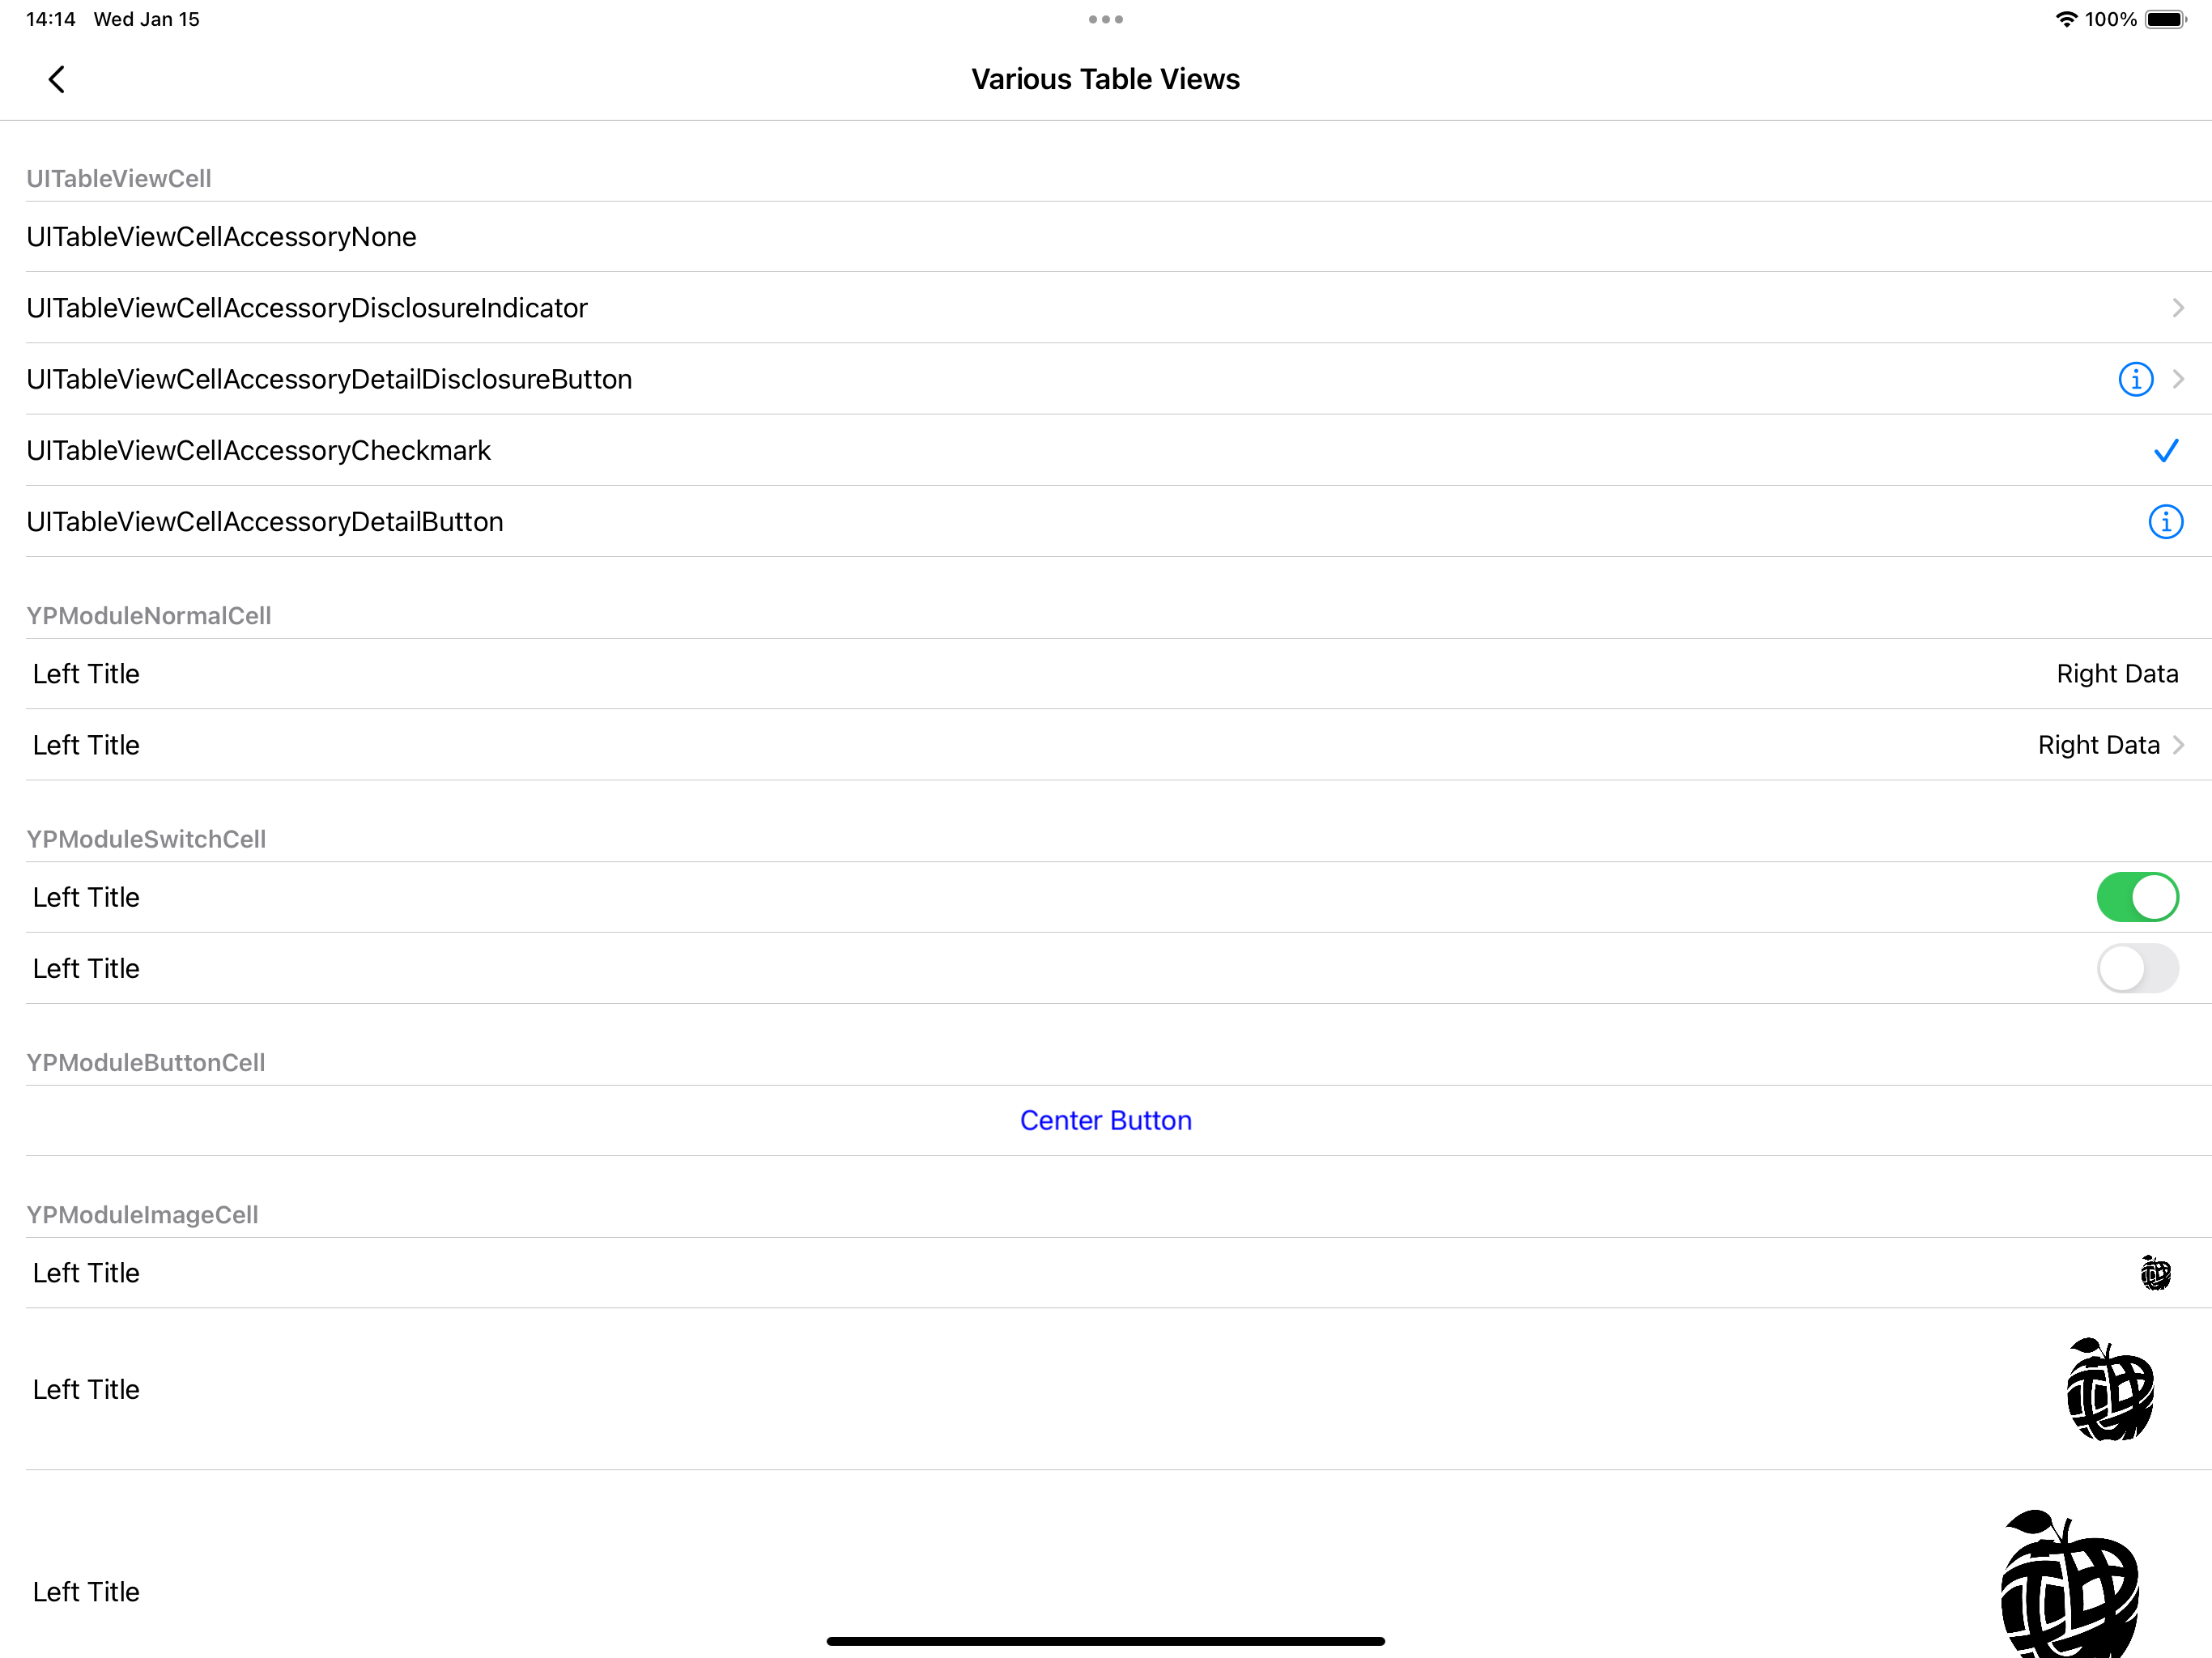 14:14 Wed Jan 15
100%
Various Table Views
UITableViewCell
UITableViewCellAccessoryNone
UITableViewCellAccessoryDisclosureIndicator
UITableViewCellAccessoryDetailDisclosureButton
UITableViewCellAccessoryCheckmark
UITableViewCellAccessoryDetailButton
YPModuleNormalCell
Left Title Right Data
Left Title Right Data
YPModuleSwitchCell
Left Title
Left Title
YPModuleButtonCell
Center Button
YPModuleImageCell
Left Title
Left Title
Left Title